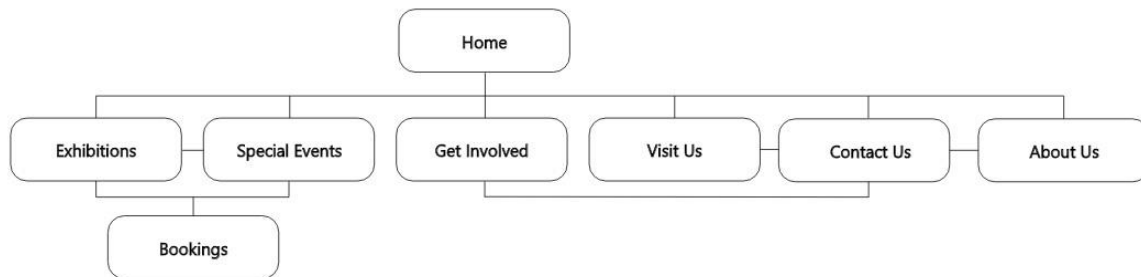 Home
Exhibitions
Special Events
Get Involved
Visit Us
Contact Us
About Us
Bookings